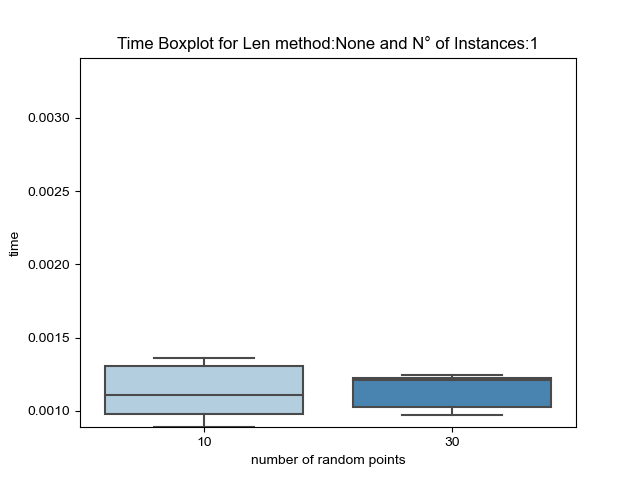 Time Boxplot for Len method:None and N° of Instances:1
0.0030
0.0025
0.0020
0.0015
0.0010
time
10
30
number of random points